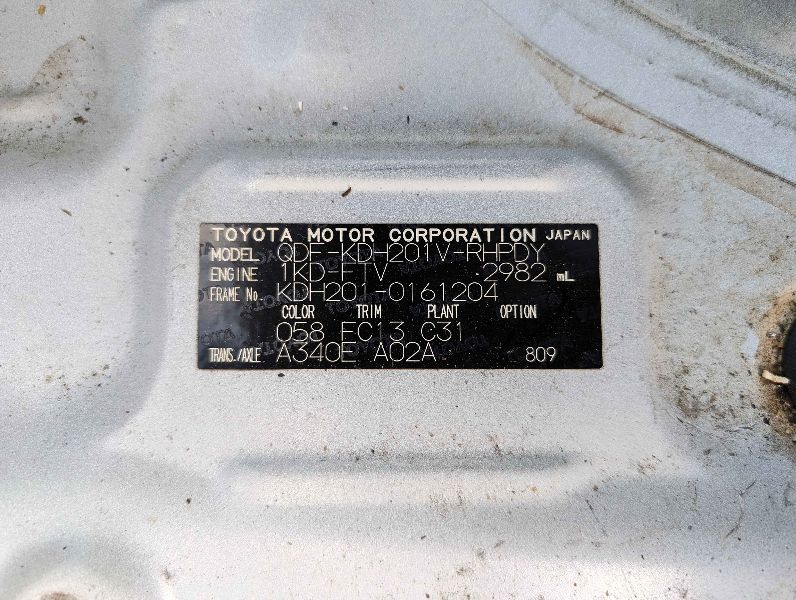 TOYOTA MOTOR CORPORATION JAPAN
MODEL QDF-KDH201V-RHPDY
ENGINE 1KD-FTV 2982 mL
FRAME No. KDH201-0161204
COLOR TRIM PLANT OPTION
058 EC13 C31
TRANS./AXLE A340E A02A 809